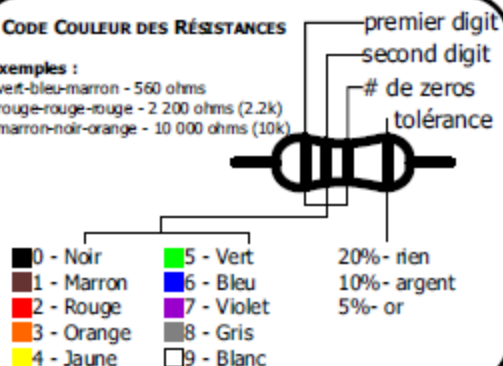 CODE COULEUR DES RÉSISTANCES
premier digit
second digit
# de zeros
tolérance
xemples :
vert-bleu-marron - 560 ohms
rouge-rouge-rouge - 2 200 ohms (2.2k)
marron-noir-orange - 10 000 ohms (10k)
0 - Noir
1 - Marron
2 - Rouge
3 - Orange
4 - Jaune
5 - Vert
6 - Bleu
7 - Violet
8 - Gris
9 - Blanc
20%- rien
10%- argent
5%- or